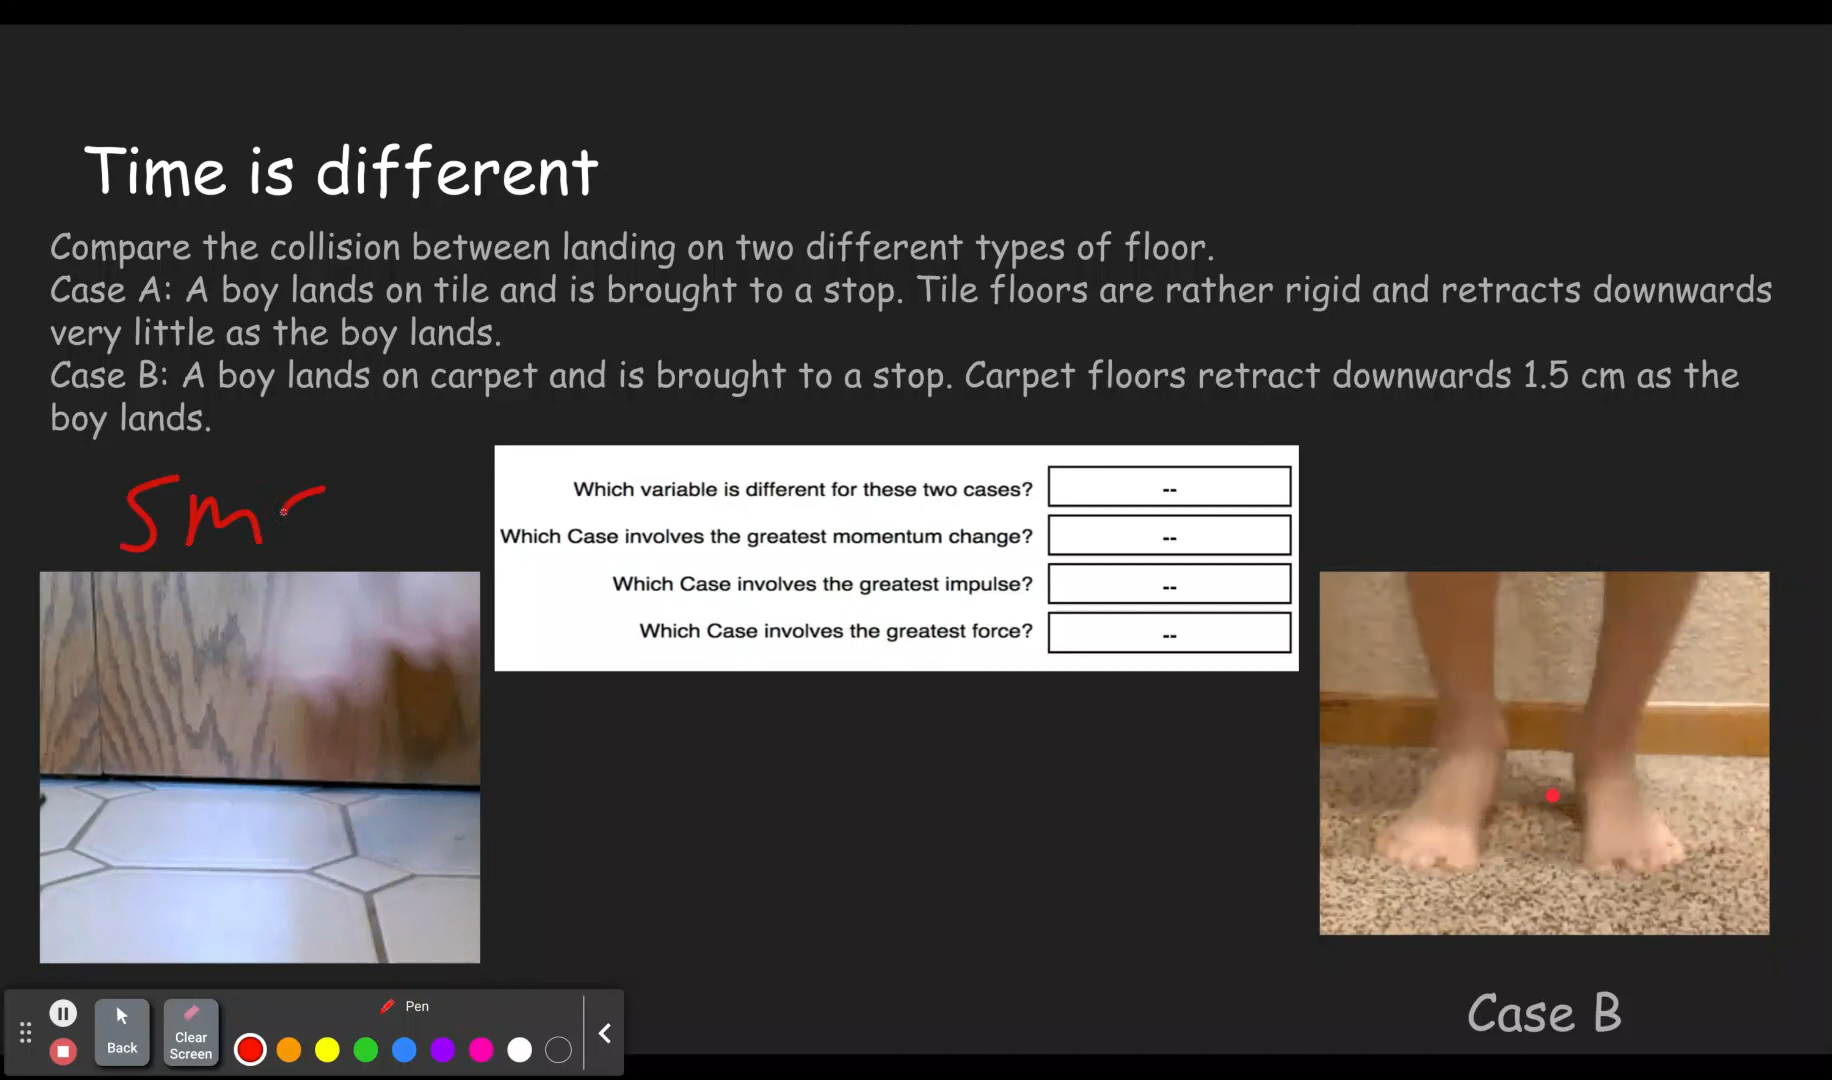 Time is different
Compare the collision between landing on two different types of floor.
Case A: A boy lands on tile and is brought to a stop. Tile floors are rather rigid and retracts downwards
very little as the boy lands.
Case B: A boy lands on carpet and is brought to a stop. Carpet floors retract downwards 1.5 cm as the
boy lands.
Sm
Which variable is different for these two cases? --
Which Case involves the greatest momentum change? --
Which Case involves the greatest impulse? --
Which Case involves the greatest force? --
Case B
Pen
Back
Clear
Screen